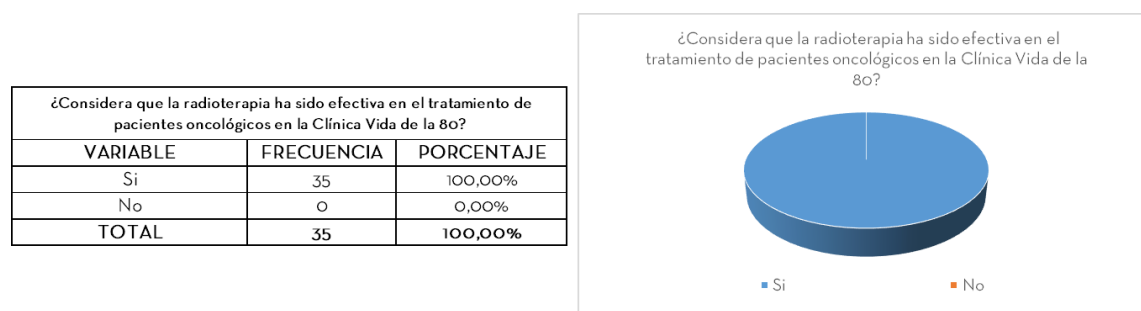 ¿Considera que la radioterapia ha sido efectiva en el tratamiento de
pacientes oncológicos en la Clínica Vida de la 80?
VARIABLE FRECUENCIA PORCENTAJE
Si 35 100,00%
No 0 0,00%
TOTAL 35 100,00%
¿Considera que la radioterapia ha sido efectiva en el
tratamiento de pacientes oncológicos en la Clínica Vida de la
80?
Si No